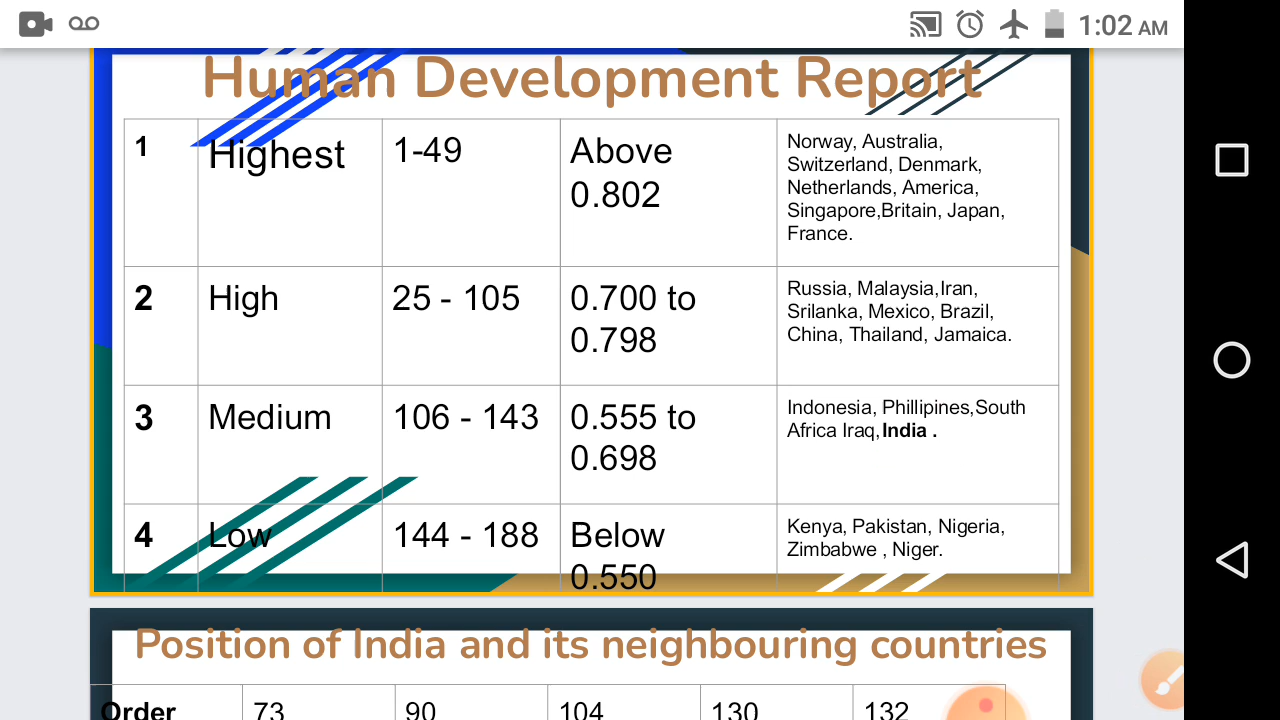 1:02 AM
Human Development Report
1 Highest 1-49 Above Norway, Australia,
0.802 Switzerland, Denmark,
Netherlands, America,
Singapore,Britain, Japan,
France.
2 High 25 - 105 0.700 to Russia, Malaysia,Iran,
0.798 Srilanka, Mexico, Brazil,
China, Thailand, Jamaica.
3 Medium 106 - 143 0.555 to Indonesia, Phillipines,South
0.698 Africa Iraq,India .
4 Low 144 - 188 Below Kenya, Pakistan, Nigeria,
0.550 Zimbabwe , Niger.
Position of India and its neighbouring countries
Order 73 90 104 130 132